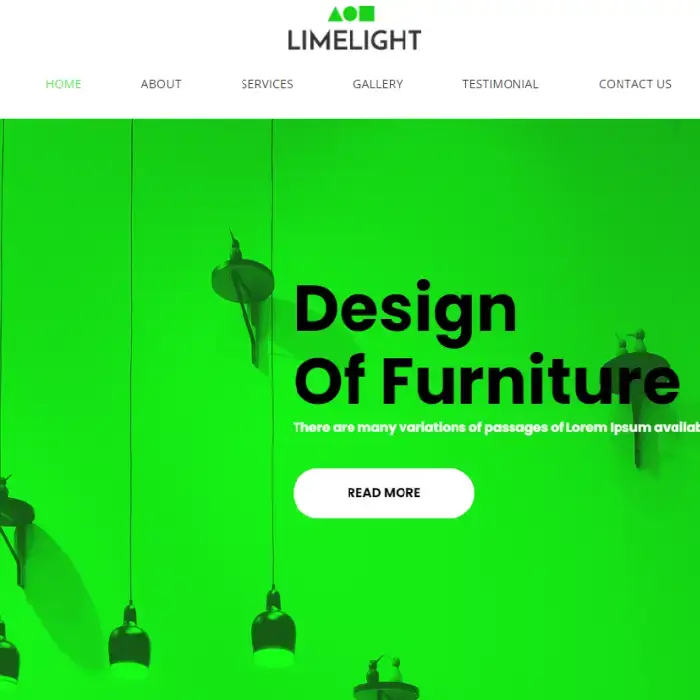 LIMELIGHT
HOME ABOUT SERVICES GALLERY TESTIMONIAL CONTACT US
Design
Of Furniture
There are many variations of passages of Lorem Ipsum availab
READ MORE